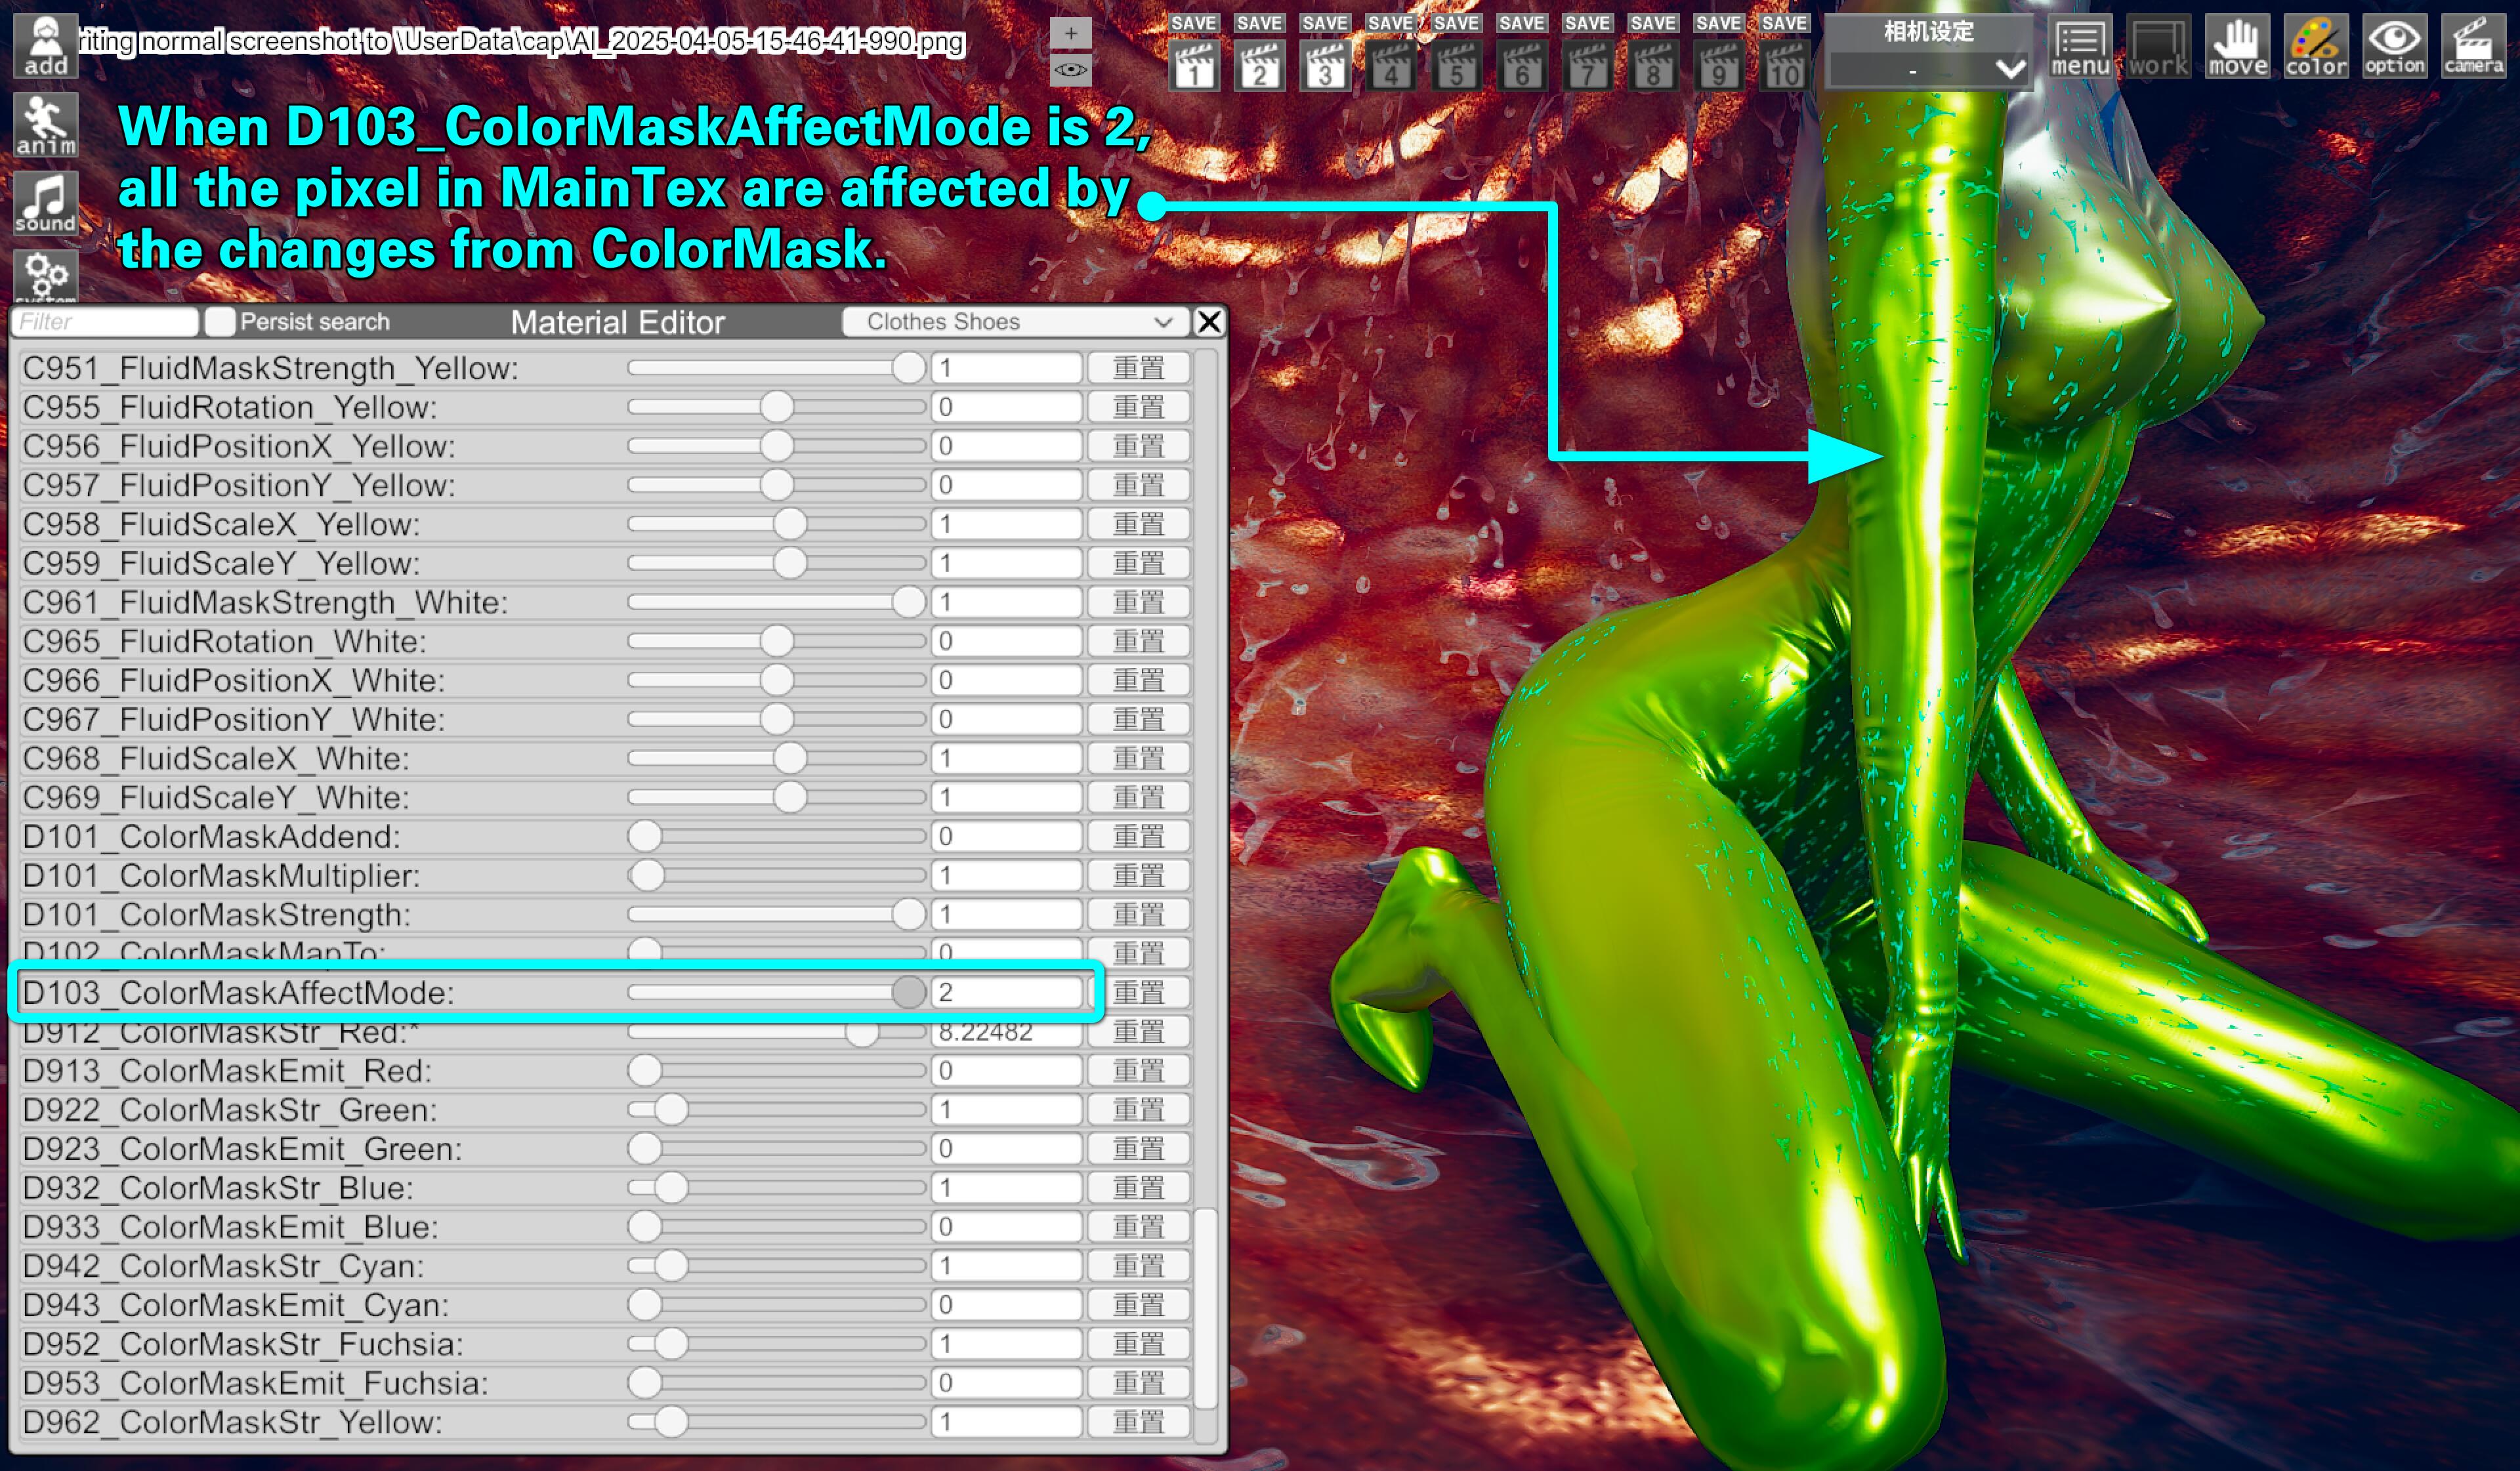 add
riting normal screenshot to \UserData\cap\AI_2025-04-05-15-46-41-990.png
+
SAVE SAVE SAVE SAVE SAVE SAVE SAVE SAVE SAVE SAVE
1 2 3 4 5 6 7 8 9 10
相机设定
-
menu work move color option camera
anim
sound
system
When D103_ColorMaskAffectMode is 2,
all the pixel in MainTex are affected by
the changes from ColorMask.
Filter Persist search Material Editor Clothes Shoes X
C951_FluidMaskStrength_Yellow: 1 重置
C955_FluidRotation_Yellow: 0 重置
C956_FluidPositionX_Yellow: 0 重置
C957_FluidPositionY_Yellow: 0 重置
C958_FluidScaleX_Yellow: 1 重置
C959_FluidScaleY_Yellow: 1 重置
C961_FluidMaskStrength_White: 1 重置
C965_FluidRotation_White: 0 重置
C966_FluidPositionX_White: 0 重置
C967_FluidPositionY_White: 0 重置
C968_FluidScaleX_White: 1 重置
C969_FluidScaleY_White: 1 重置
D101_ColorMaskAddend: 0 重置
D101_ColorMaskMultiplier: 1 重置
D101_ColorMaskStrength: 1 重置
D102_ColorMaskMapTo: 0 重置
D103_ColorMaskAffectMode: 2 重置
D912_ColorMaskStr_Red:* 8.22482 重置
D913_ColorMaskEmit_Red: 0 重置
D922_ColorMaskStr_Green: 1 重置
D923_ColorMaskEmit_Green: 0 重置
D932_ColorMaskStr_Blue: 1 重置
D933_ColorMaskEmit_Blue: 0 重置
D942_ColorMaskStr_Cyan: 1 重置
D943_ColorMaskEmit_Cyan: 0 重置
D952_ColorMaskStr_Fuchsia: 1 重置
D953_ColorMaskEmit_Fuchsia: 0 重置
D962_ColorMaskStr_Yellow: 1 重置